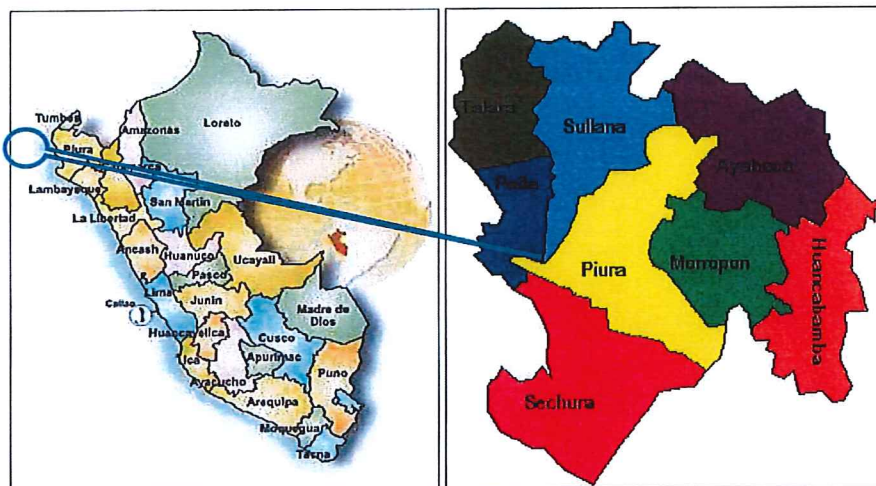 Tumbes
Piura
Amazonas
Loreto
Lambayeque
San Martin
La Libertad
Ancash
Huanuco
Ucayali
Pasco
Lima
Junin
Callao
Madre de
Dios
Huancavelica
Cusco
Ica
Apurimac
Ayacucho
Puno
Arequipa
Moquegua
Tacna
Talara
Sullana
Ayabaca
Paita
Piura
Morropon
Huancabamba
Sechura